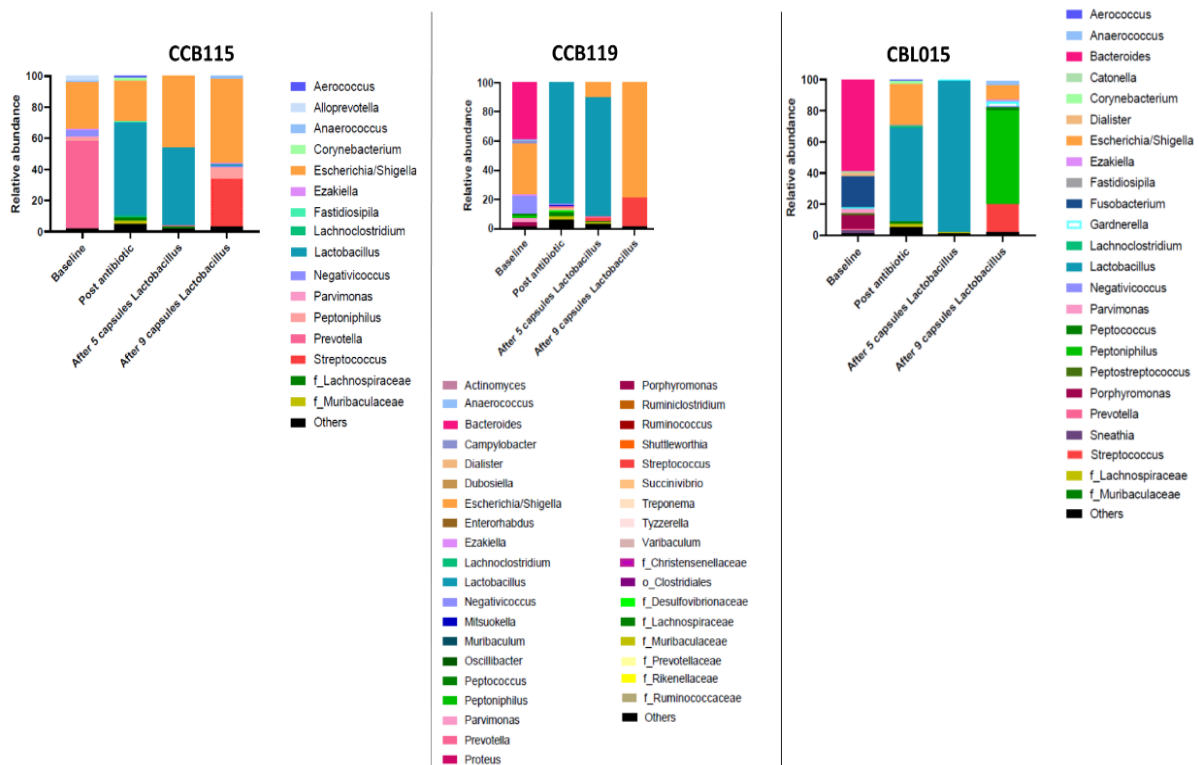 CCB115
Relative abundance
100
80
60
40
20
0
Baseline
Post antibiotic
After 5 capsules Lactobacillus
After 9 capsules Lactobacillus
Aerococcus
Alloprevotella
Anaerococcus
Corynebacterium
Escherichia/Shigella
Ezakiella
Fastidiosipila
Lachnoclostridium
Lactobacillus
Negativicoccus
Parvimonas
Peptoniphilus
Prevotella
Streptococcus
f_Lachnospiraceae
f_Muribaculaceae
Others
CCB119
Relative abundance
100
80
60
40
20
0
Baseline
Post antibiotic
After 5 capsules Lactobacillus
After 9 capsules Lactobacillus
Actinomyces
Anaerococcus
Bacteroides
Campylobacter
Dialister
Dubosiella
Escherichia/Shigella
Enterorhabdus
Ezakiella
Lachnoclostridium
Lactobacillus
Negativicoccus
Mitsuokella
Muribaculum
Oscillibacter
Peptococcus
Peptoniphilus
Parvimonas
Prevotella
Proteus
Porphyromonas
Ruminiclostridium
Ruminococcus
Shuttleworthia
Streptococcus
Succinivibrio
Treponema
Tyzzerella
Varibaculum
f_Christensenellaceae
o_Clostridiales
f_Desulfovibrionaceae
f_Lachnospiraceae
f_Muribaculaceae
f_Prevotellaceae
f_Rikenellaceae
f_Ruminococcaceae
Others
CBL015
Relative abundance
100
80
60
40
20
0
Baseline
Post antibiotic
After 5 capsules Lactobacillus
After 9 capsules Lactobacillus
Aerococcus
Anaerococcus
Bacteroides
Catonella
Corynebacterium
Dialister
Escherichia/Shigella
Ezakiella
Fastidiosipila
Fusobacterium
Gardnerella
Lachnoclostridium
Lactobacillus
Negativicoccus
Parvimonas
Peptococcus
Peptoniphilus
Peptostreptococcus
Porphyromonas
Prevotella
Sneathia
Streptococcus
f_Lachnospiraceae
f_Muribaculaceae
Others